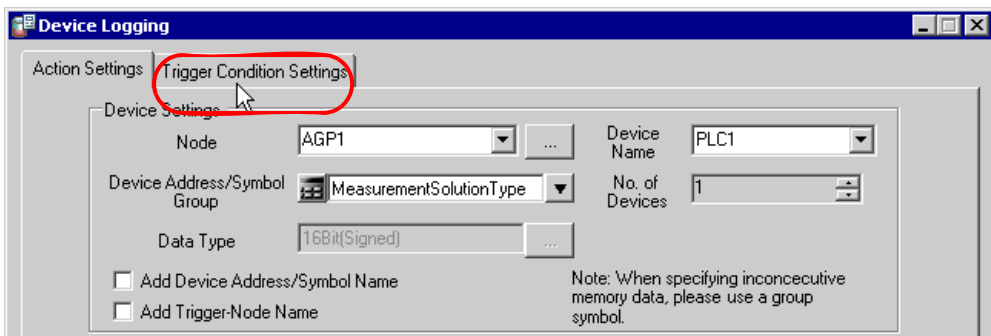 Device Logging
Action Settings
Trigger Condition Settings
Device Settings
Node
AGP1
...
Device
Name
PLC1
Device Address/Symbol
Group
MeasurementSolutionType
No. of
Devices
1
Data Type
16Bit(Signed)
...
Add Device Address/Symbol Name
Add Trigger-Node Name
Note: When specifying inconcecutive
memory data, please use a group
symbol.